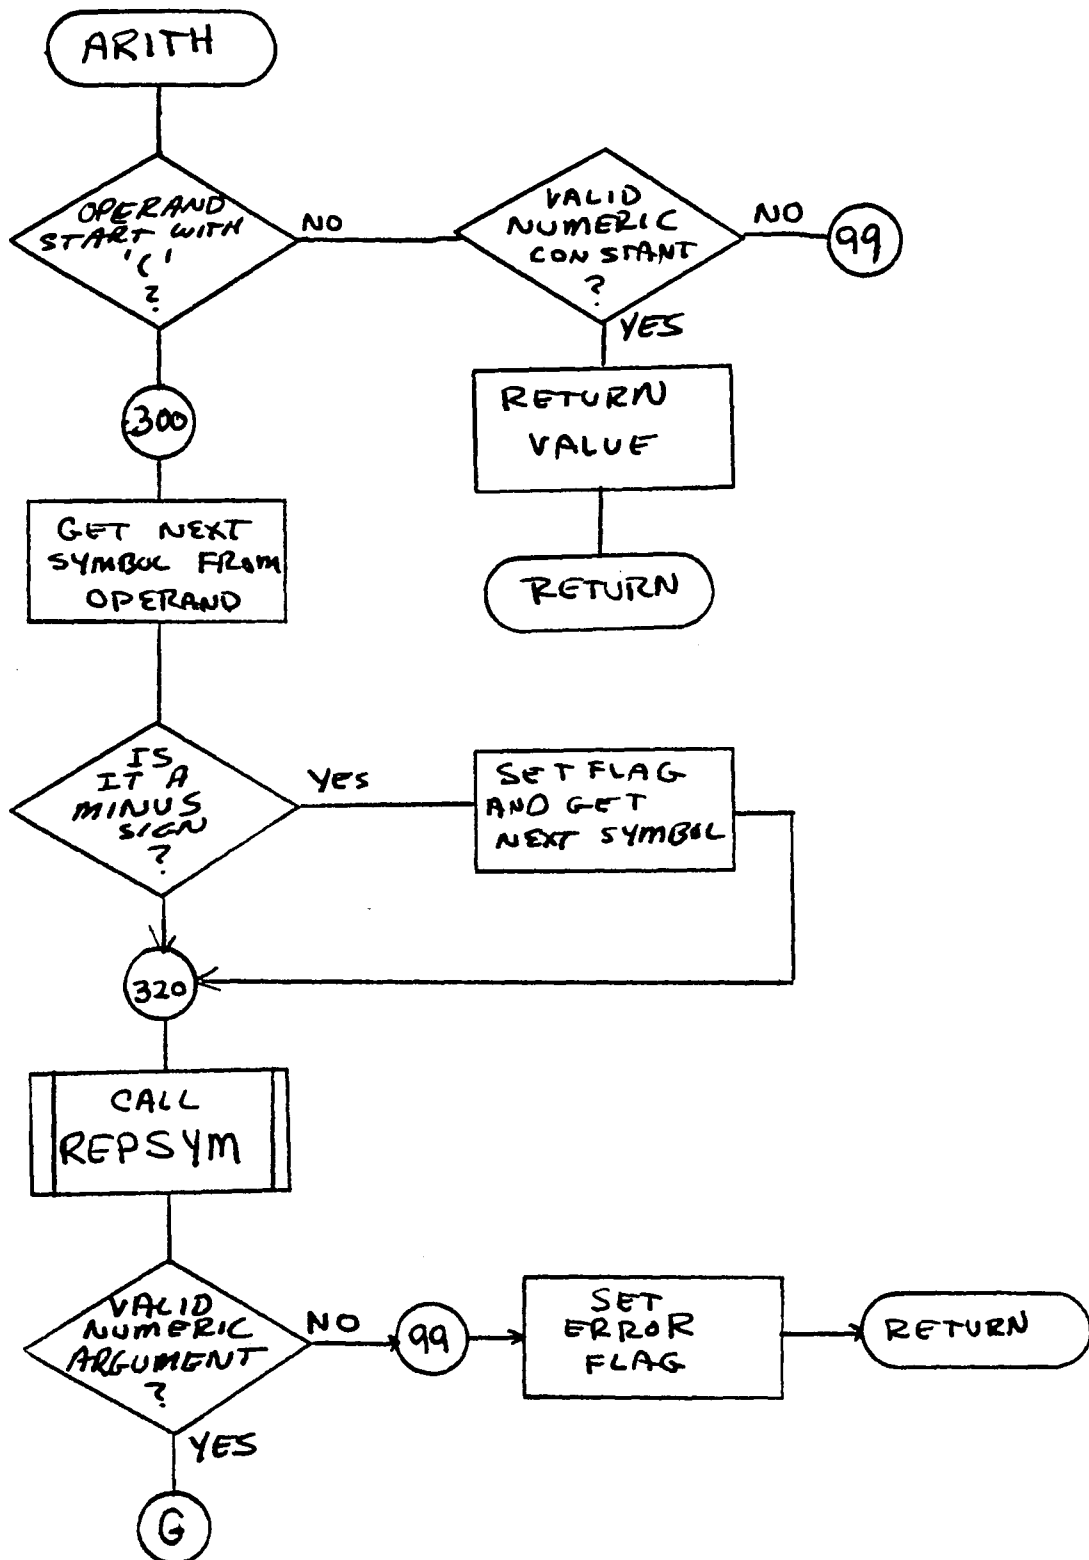 ARITH
OPERAND
START WITH
'('
?
NO
VALID
NUMERIC
CONSTANT
?
NO
99
YES
RETURN
VALUE
RETURN
300
GET NEXT
SYMBOL FROM
OPERAND
IS
IT A
MINUS
SIGN
?
YES
SET FLAG
AND GET
NEXT SYMBOL
320
CALL
REPSYM
VALID
NUMERIC
ARGUMENT
?
NO
99
SET
ERROR
FLAG
RETURN
YES
G